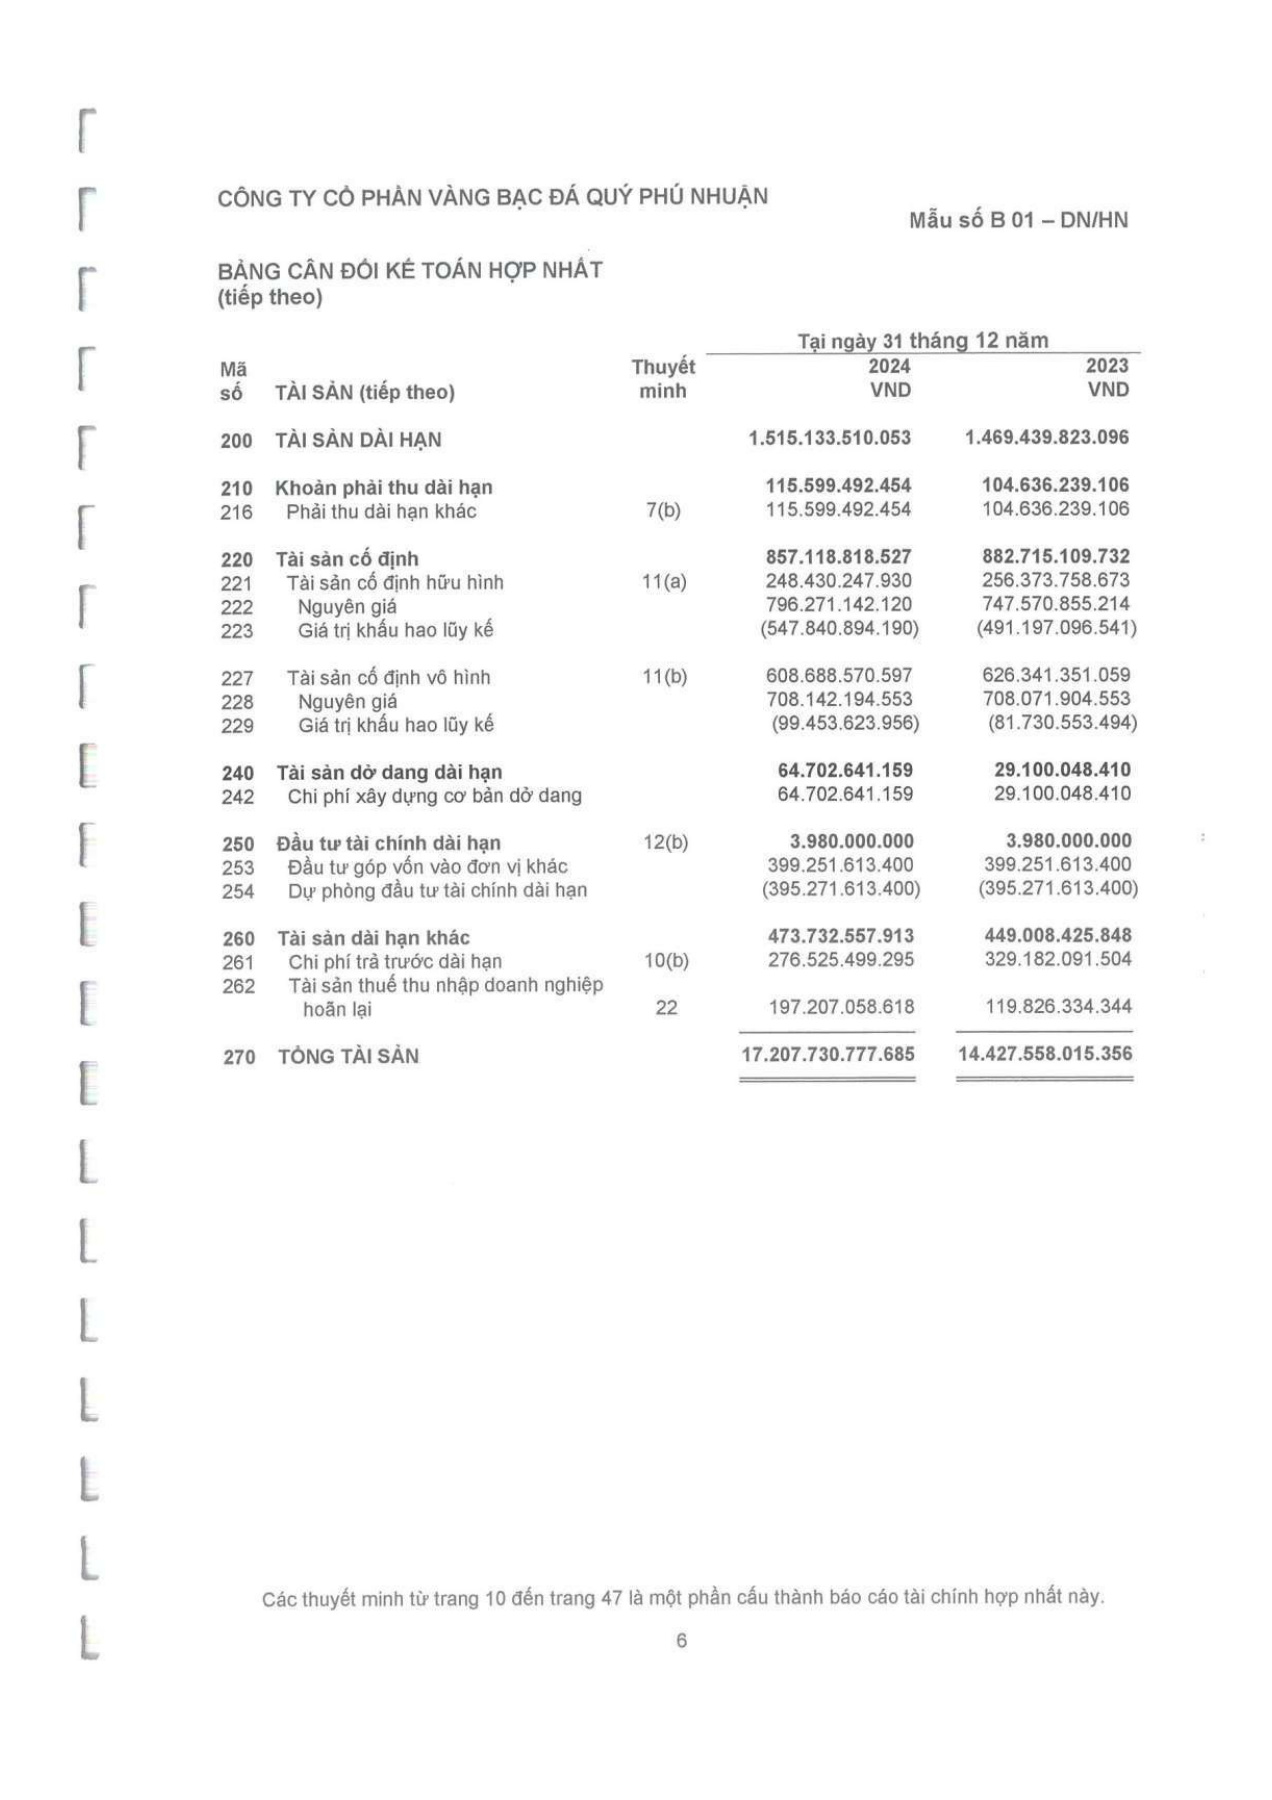 CÔNG TY CỔ PHẦN VÀNG BẠC ĐÁ QUÝ PHÚ NHUẬN
Mẫu số B 01 – DN/HN
BẢNG CÂN ĐỐI KẾ TOÁN HỢP NHẤT
(tiếp theo)
Tại ngày 31 tháng 12 năm
Mã Thuyết 2024 2023
số TÀI SẢN (tiếp theo) minh VND VND
200 TÀI SẢN DÀI HẠN 1.515.133.510.053 1.469.439.823.096
210 Khoản phải thu dài hạn 115.599.492.454 104.636.239.106
216 Phải thu dài hạn khác 7(b) 115.599.492.454 104.636.239.106
220 Tài sản cố định 857.118.818.527 882.715.109.732
221 Tài sản cố định hữu hình 11(a) 248.430.247.930 256.373.758.673
222 Nguyên giá 796.271.142.120 747.570.855.214
223 Giá trị khấu hao lũy kế (547.840.894.190) (491.197.096.541)
227 Tài sản cố định vô hình 11(b) 608.688.570.597 626.341.351.059
228 Nguyên giá 708.142.194.553 708.071.904.553
229 Giá trị khấu hao lũy kế (99.453.623.956) (81.730.553.494)
240 Tài sản dở dang dài hạn 64.702.641.159 29.100.048.410
242 Chi phí xây dựng cơ bản dở dang 64.702.641.159 29.100.048.410
250 Đầu tư tài chính dài hạn 12(b) 3.980.000.000 3.980.000.000
253 Đầu tư góp vốn vào đơn vị khác 399.251.613.400 399.251.613.400
254 Dự phòng đầu tư tài chính dài hạn (395.271.613.400) (395.271.613.400)
260 Tài sản dài hạn khác 473.732.557.913 449.008.425.848
261 Chi phí trả trước dài hạn 10(b) 276.525.499.295 329.182.091.504
262 Tài sản thuế thu nhập doanh nghiệp
hoãn lại 22 197.207.058.618 119.826.334.344
270 TỔNG TÀI SẢN 17.207.730.777.685 14.427.558.015.356
Các thuyết minh từ trang 10 đến trang 47 là một phần cấu thành báo cáo tài chính hợp nhất này.
6